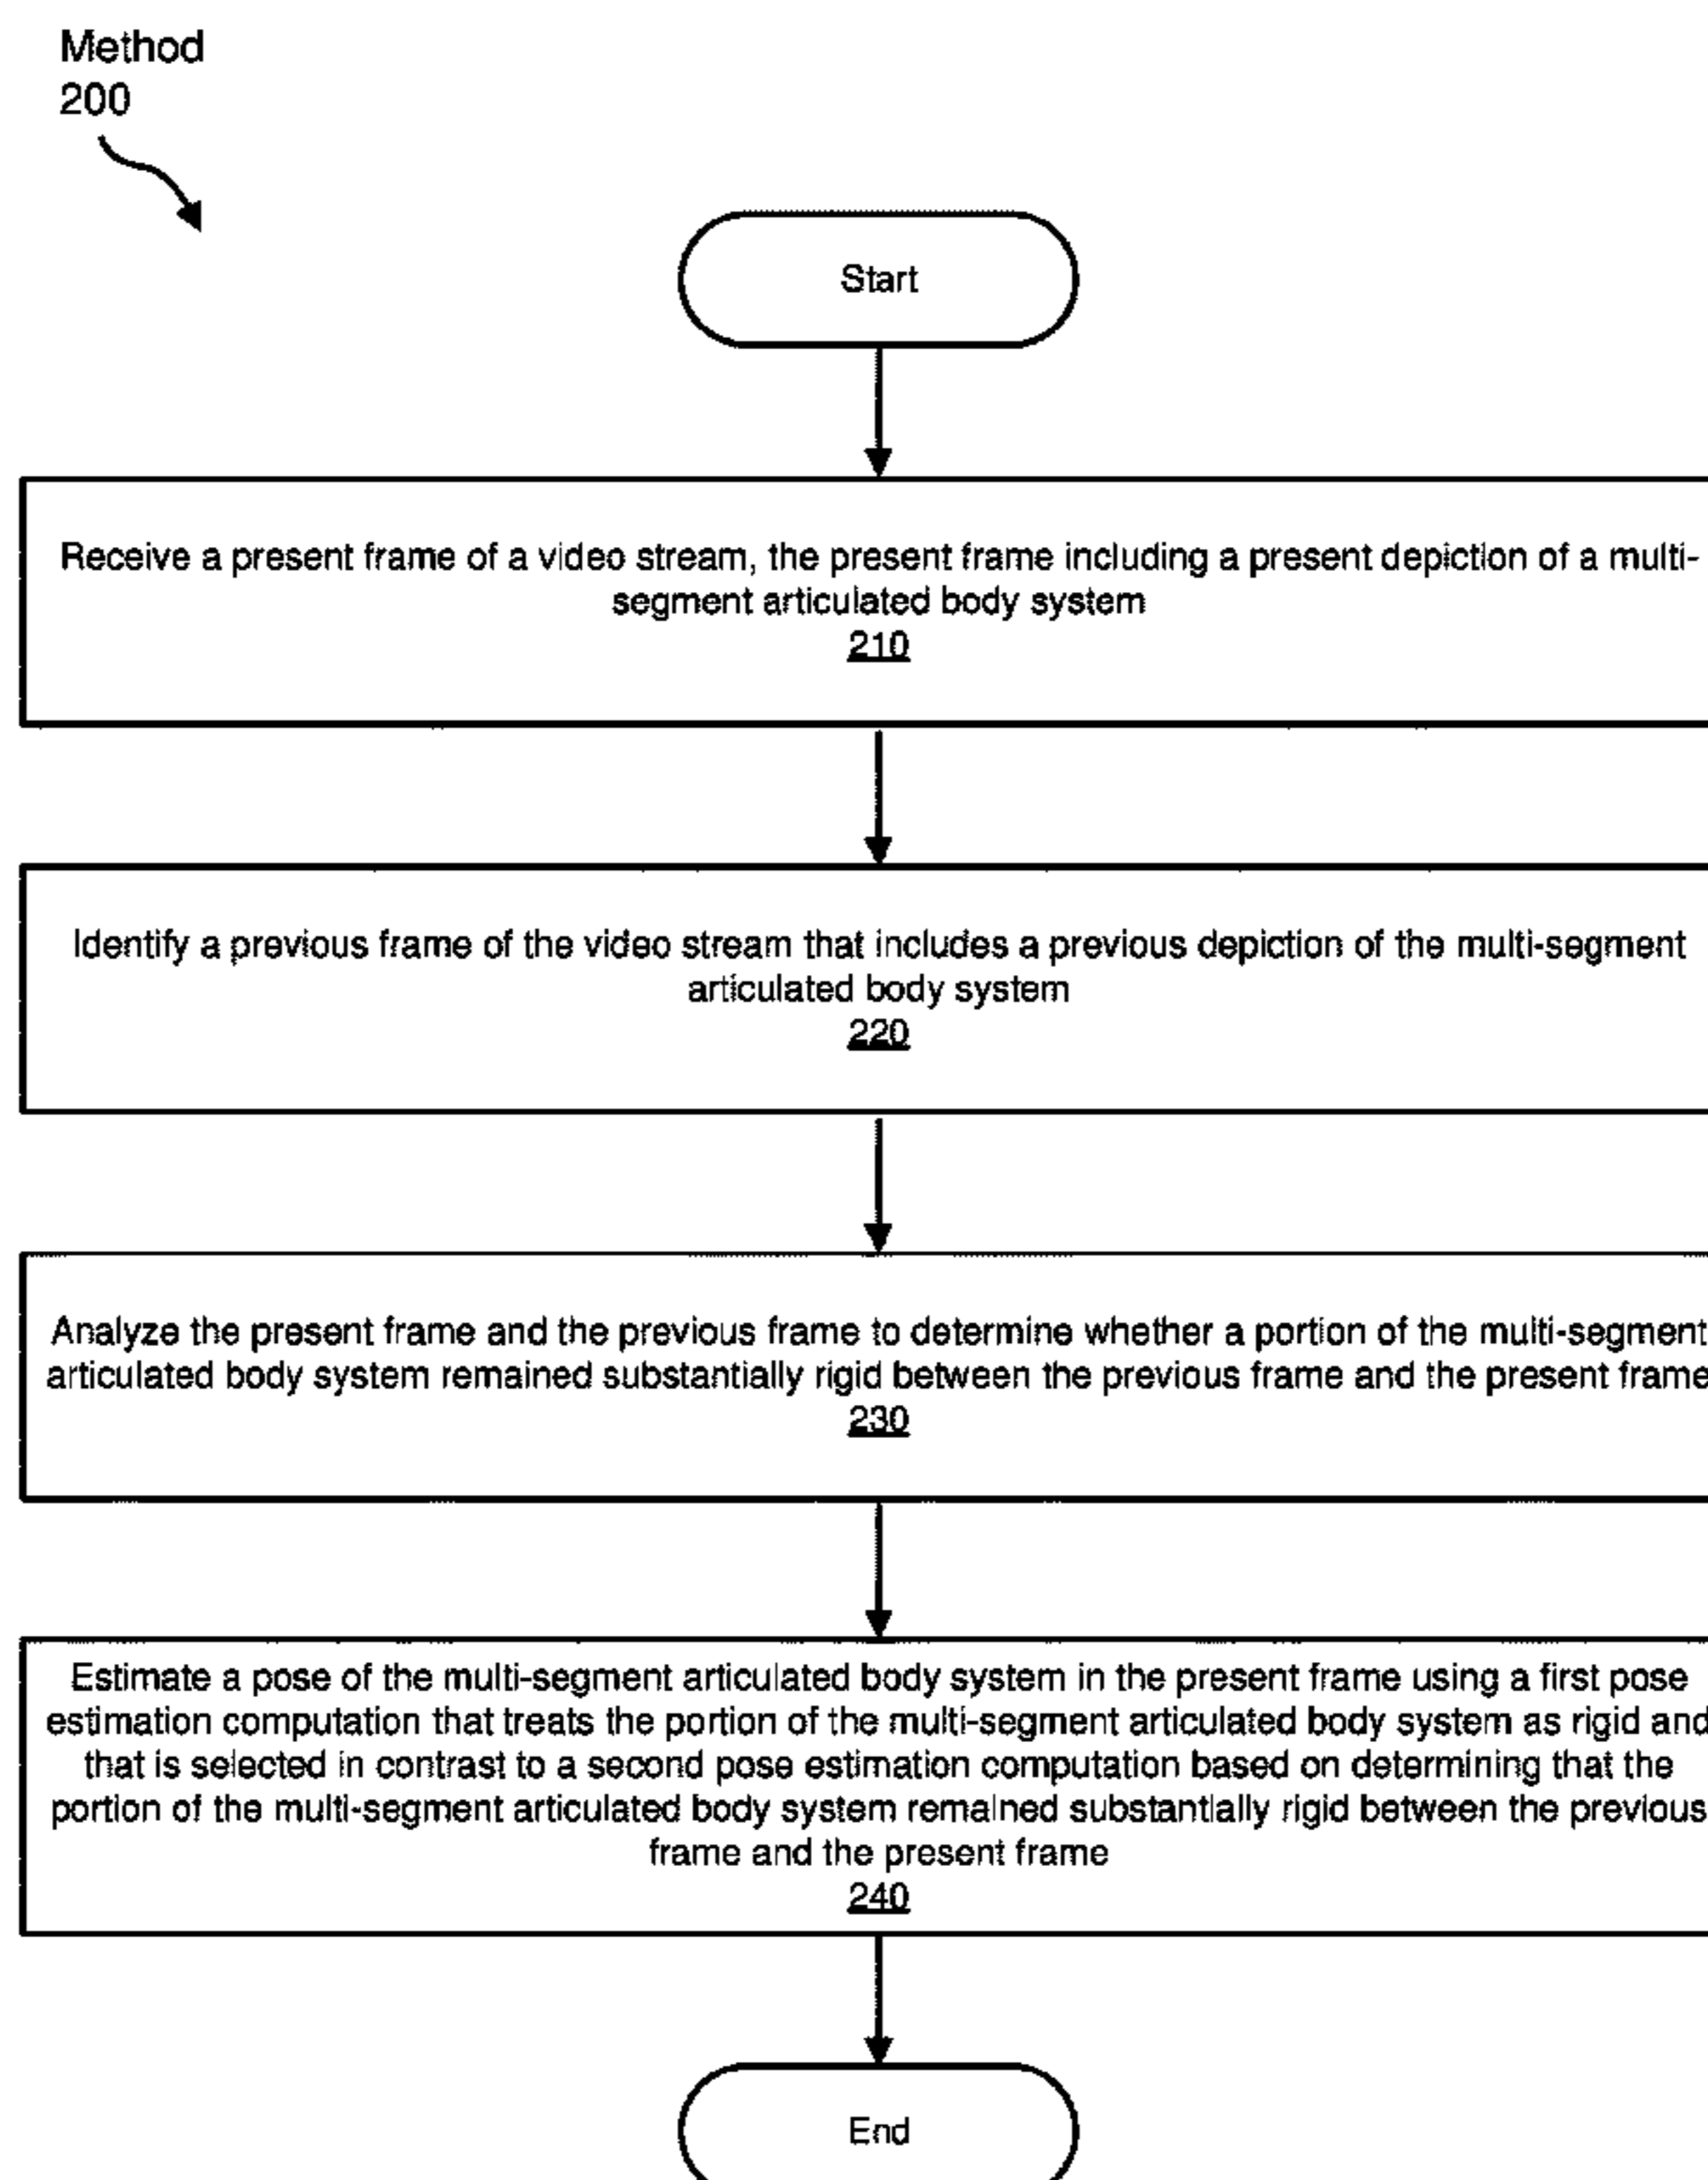 Method
200
Start
Receive a present frame of a video stream, the present frame including a present depiction of a multi-
segment articulated body system
210
Identify a previous frame of the video stream that includes a previous depiction of the multi-segment
articulated body system
220
Analyze the present frame and the previous frame to determine whether a portion of the multi-segment
articulated body system remained substantially rigid between the previous frame and the present frame
230
Estimate a pose of the multi-segment articulated body system in the present frame using a first pose
estimation computation that treats the portion of the multi-segment articulated body system as rigid and
that is selected in contrast to a second pose estimation computation based on determining that the
portion of the multi-segment articulated body system remained substantially rigid between the previous
frame and the present frame
240
End